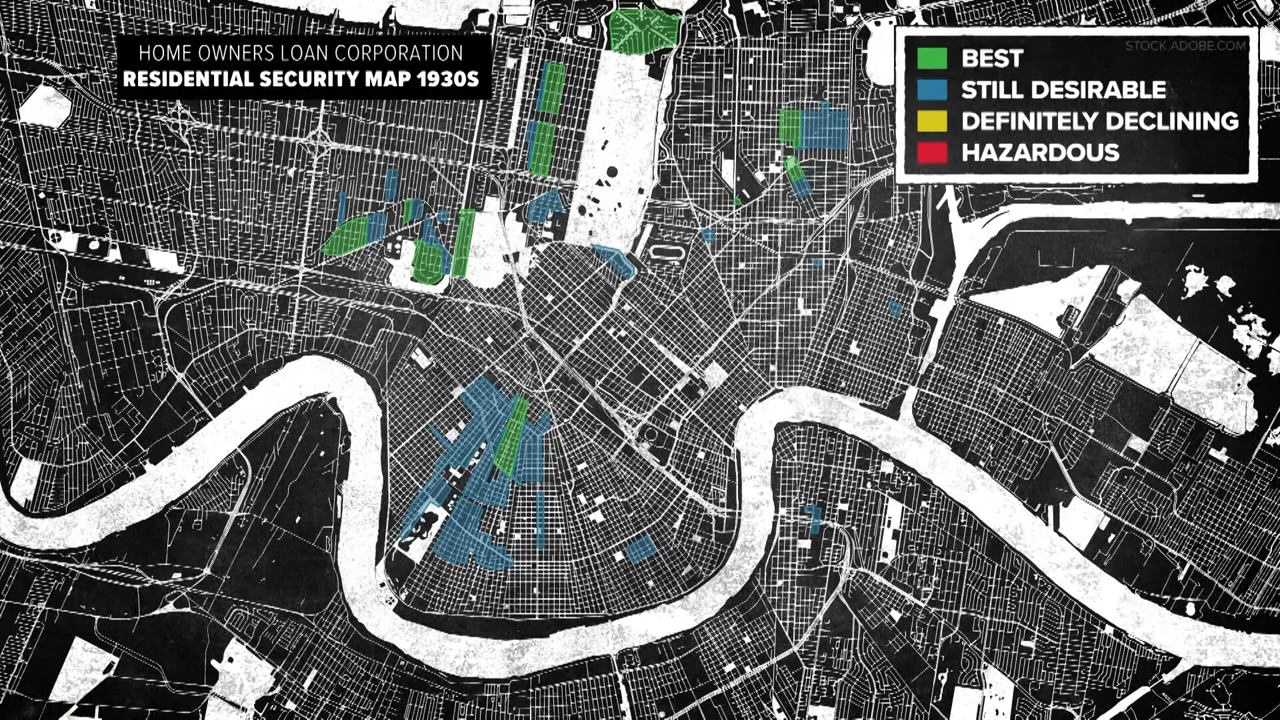 HOME OWNERS LOAN CORPORATION
RESIDENTIAL SECURITY MAP 1930S
STOCK.ADOBE.COM
BEST
STILL DESIRABLE
DEFINITELY DECLINING
HAZARDOUS